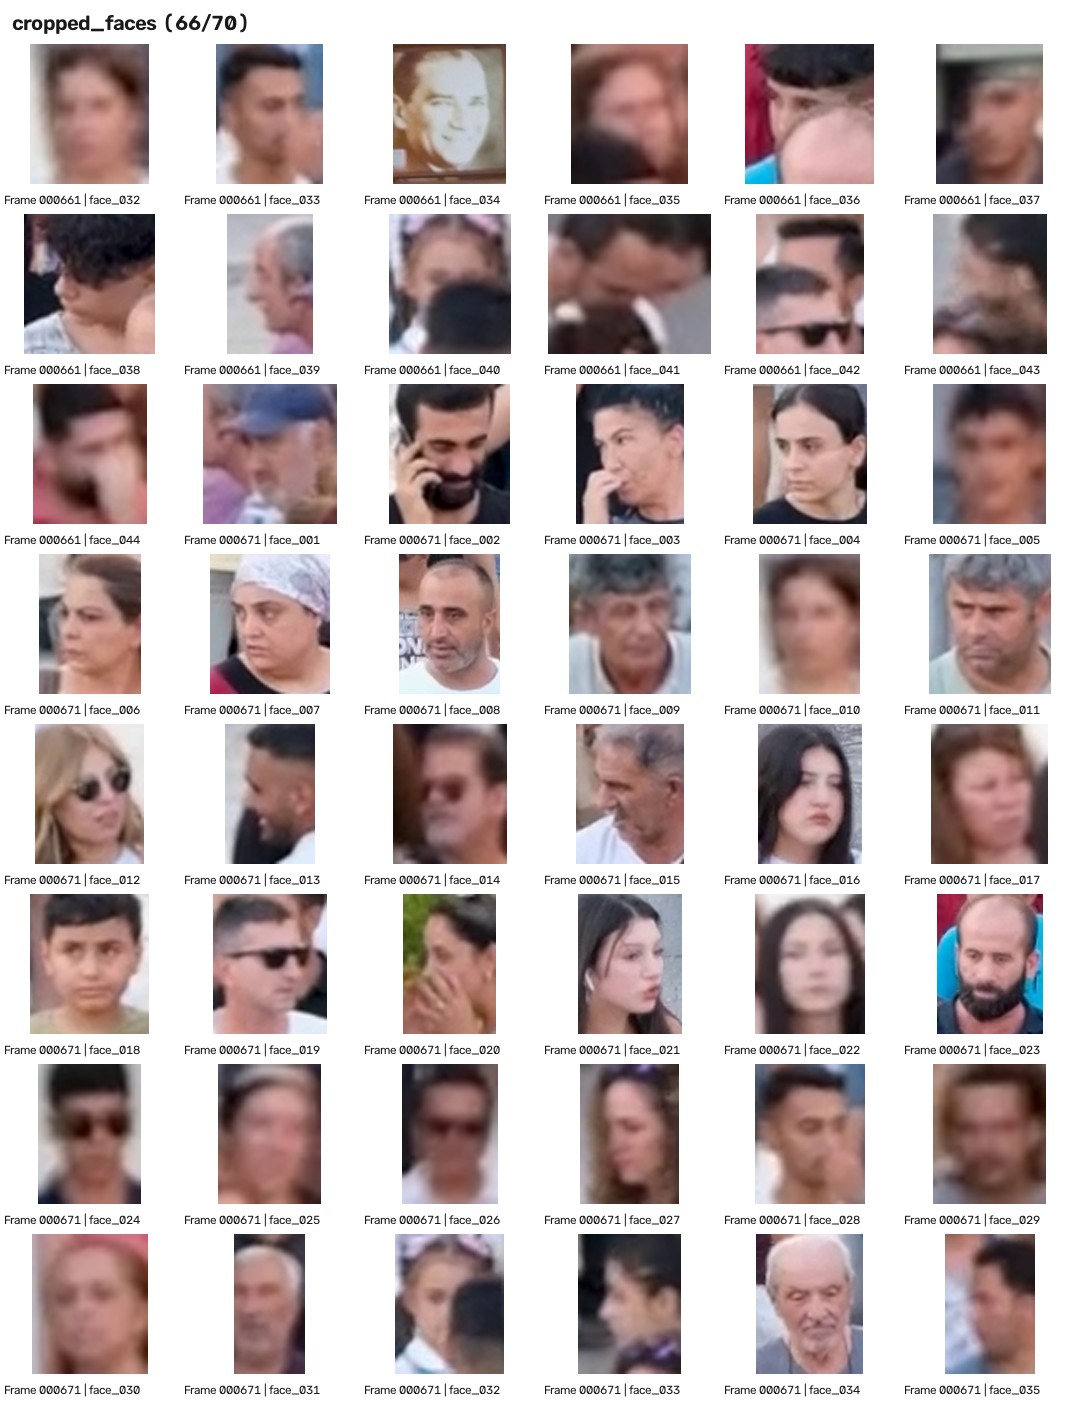 cropped_faces (66/70)
Frame 000661 | face_032
Frame 000661 | face_033
Frame 000661 | face_034
Frame 000661 | face_035
Frame 000661 | face_036
Frame 000661 | face_037
Frame 000661 | face_038
Frame 000661 | face_039
Frame 000661 | face_040
Frame 000661 | face_041
Frame 000661 | face_042
Frame 000661 | face_043
Frame 000661 | face_044
Frame 000671 | face_001
Frame 000671 | face_002
Frame 000671 | face_003
Frame 000671 | face_004
Frame 000671 | face_005
Frame 000671 | face_006
Frame 000671 | face_007
Frame 000671 | face_008
Frame 000671 | face_009
Frame 000671 | face_010
Frame 000671 | face_011
Frame 000671 | face_012
Frame 000671 | face_013
Frame 000671 | face_014
Frame 000671 | face_015
Frame 000671 | face_016
Frame 000671 | face_017
Frame 000671 | face_018
Frame 000671 | face_019
Frame 000671 | face_020
Frame 000671 | face_021
Frame 000671 | face_022
Frame 000671 | face_023
Frame 000671 | face_024
Frame 000671 | face_025
Frame 000671 | face_026
Frame 000671 | face_027
Frame 000671 | face_028
Frame 000671 | face_029
Frame 000671 | face_030
Frame 000671 | face_031
Frame 000671 | face_032
Frame 000671 | face_033
Frame 000671 | face_034
Frame 000671 | face_035